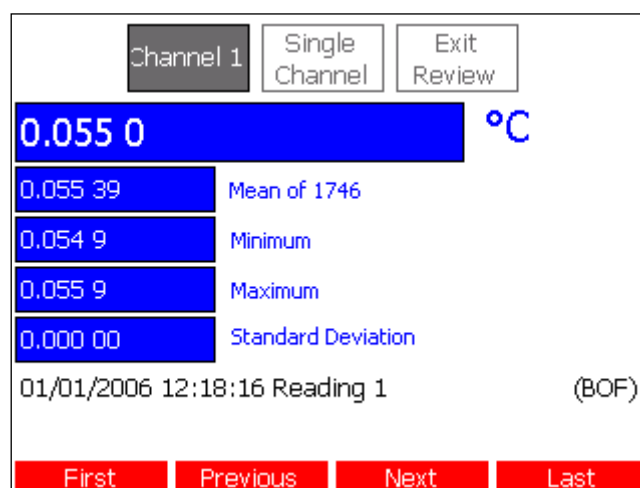 Channel 1
Single
Channel
Exit
Review
0.055 0
°C
0.055 39 Mean of 1746
0.054 9 Minimum
0.055 9 Maximum
0.000 00 Standard Deviation
01/01/2006 12:18:16 Reading 1 (BOF)
First Previous Next Last